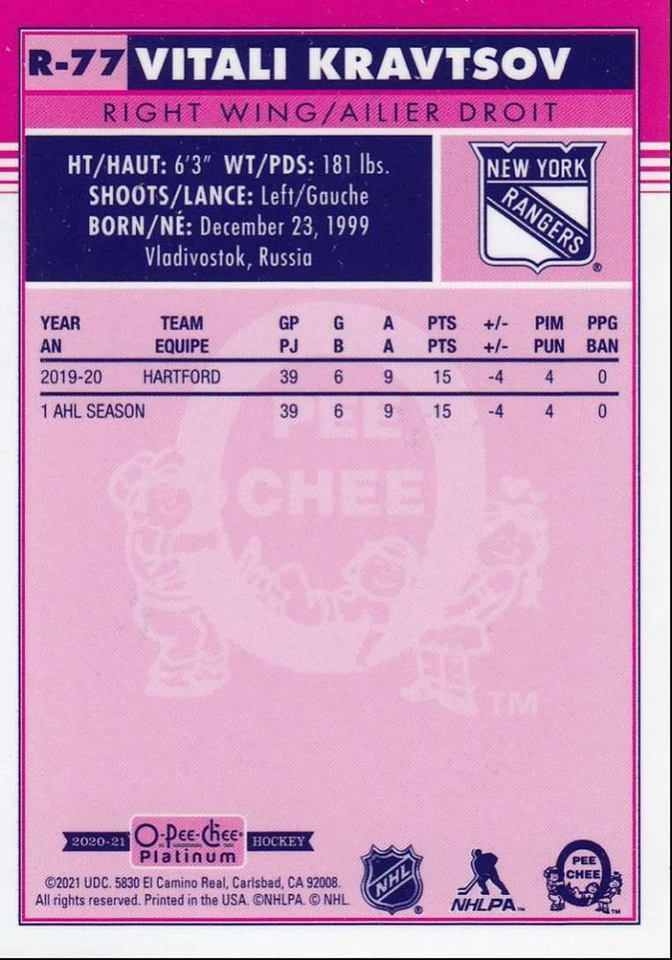 R-77 VITALI KRAVTSOV
RIGHT WING/AILIER DROIT
HT/HAUT: 6'3" WT/PDS: 181 lbs.
SHOOTS/LANCE: Left/Gauche
BORN/NÉ: December 23, 1999
Vladivostok, Russia
NEW YORK
RANGERS
®
YEAR TEAM GP G A PTS +/- PIM PPG
AN EQUIPE PJ B A PTS +/- PUN BAN
2019-20 HARTFORD 39 6 9 15 -4 4 0
1 AHL SEASON 39 6 9 15 -4 4 0
PEE
CHEE
TM
2020-21 O-Pee-Chee® HOCKEY
Platinum
©2021 UDC. 5830 El Camino Real, Carlsbad, CA 92008.
All rights reserved. Printed in the USA. ©NHLPA. © NHL.
NHL
®
NHLPA™
PEE
CHEE
TM